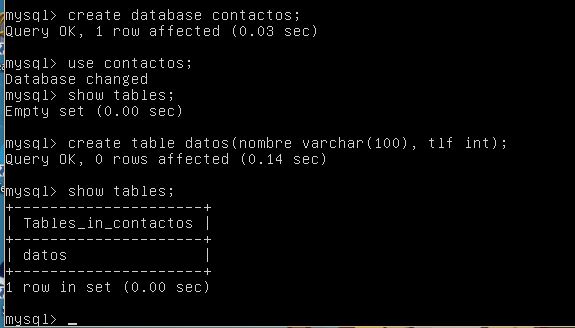 mysql> create database contactos;
Query OK, 1 row affected (0.03 sec)

mysql> use contactos;
Database changed
mysql> show tables;
Empty set (0.00 sec)

mysql> create table datos(nombre varchar(100), tlf int);
Query OK, 0 rows affected (0.14 sec)

mysql> show tables;
+---------------------+
| Tables_in_contactos |
+---------------------+
| datos               |
+---------------------+
1 row in set (0.00 sec)

mysql> _